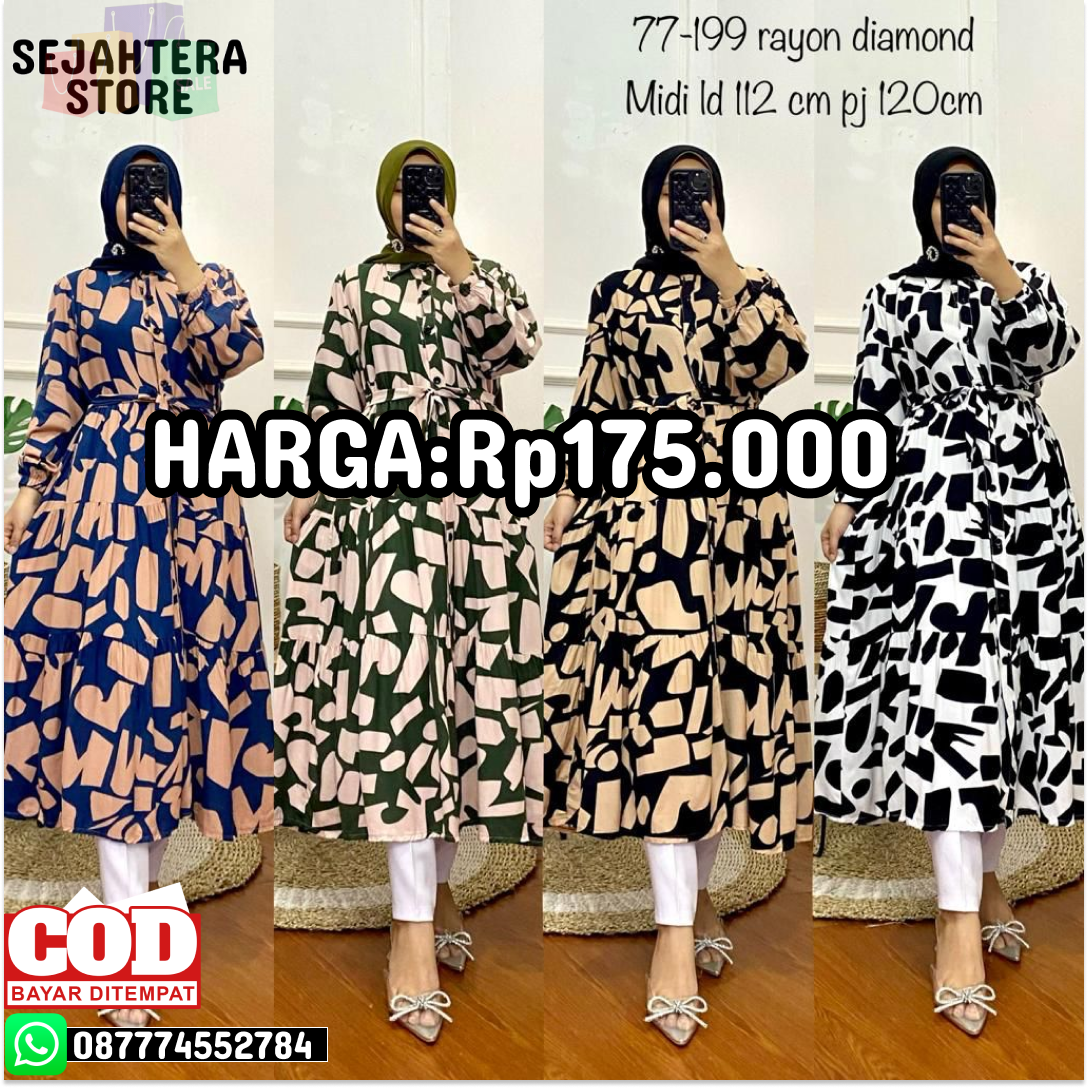 SEJAHTERA
STORE
SALE
77-199 rayon diamond
Midi ld 112 cm pj 120cm
HARGA:Rp175.000
COD
BAYAR DITEMPAT
087774552784